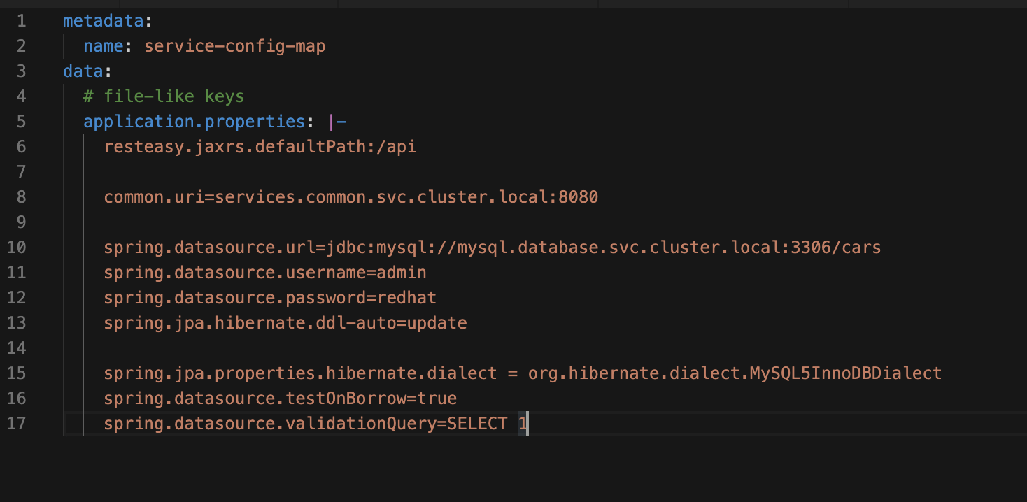 1 metadata:
2   name: service-config-map
3 data:
4   # file-like keys
5   application.properties: |-
6     resteasy.jaxrs.defaultPath:/api
7
8     common.uri=services.common.svc.cluster.local:8080
9
10     spring.datasource.url=jdbc:mysql://mysql.database.svc.cluster.local:3306/cars
11     spring.datasource.username=admin
12     spring.datasource.password=redhat
13     spring.jpa.hibernate.ddl-auto=update
14
15     spring.jpa.properties.hibernate.dialect = org.hibernate.dialect.MySQL5InnoDBDialect
16     spring.datasource.testOnBorrow=true
17     spring.datasource.validationQuery=SELECT 1